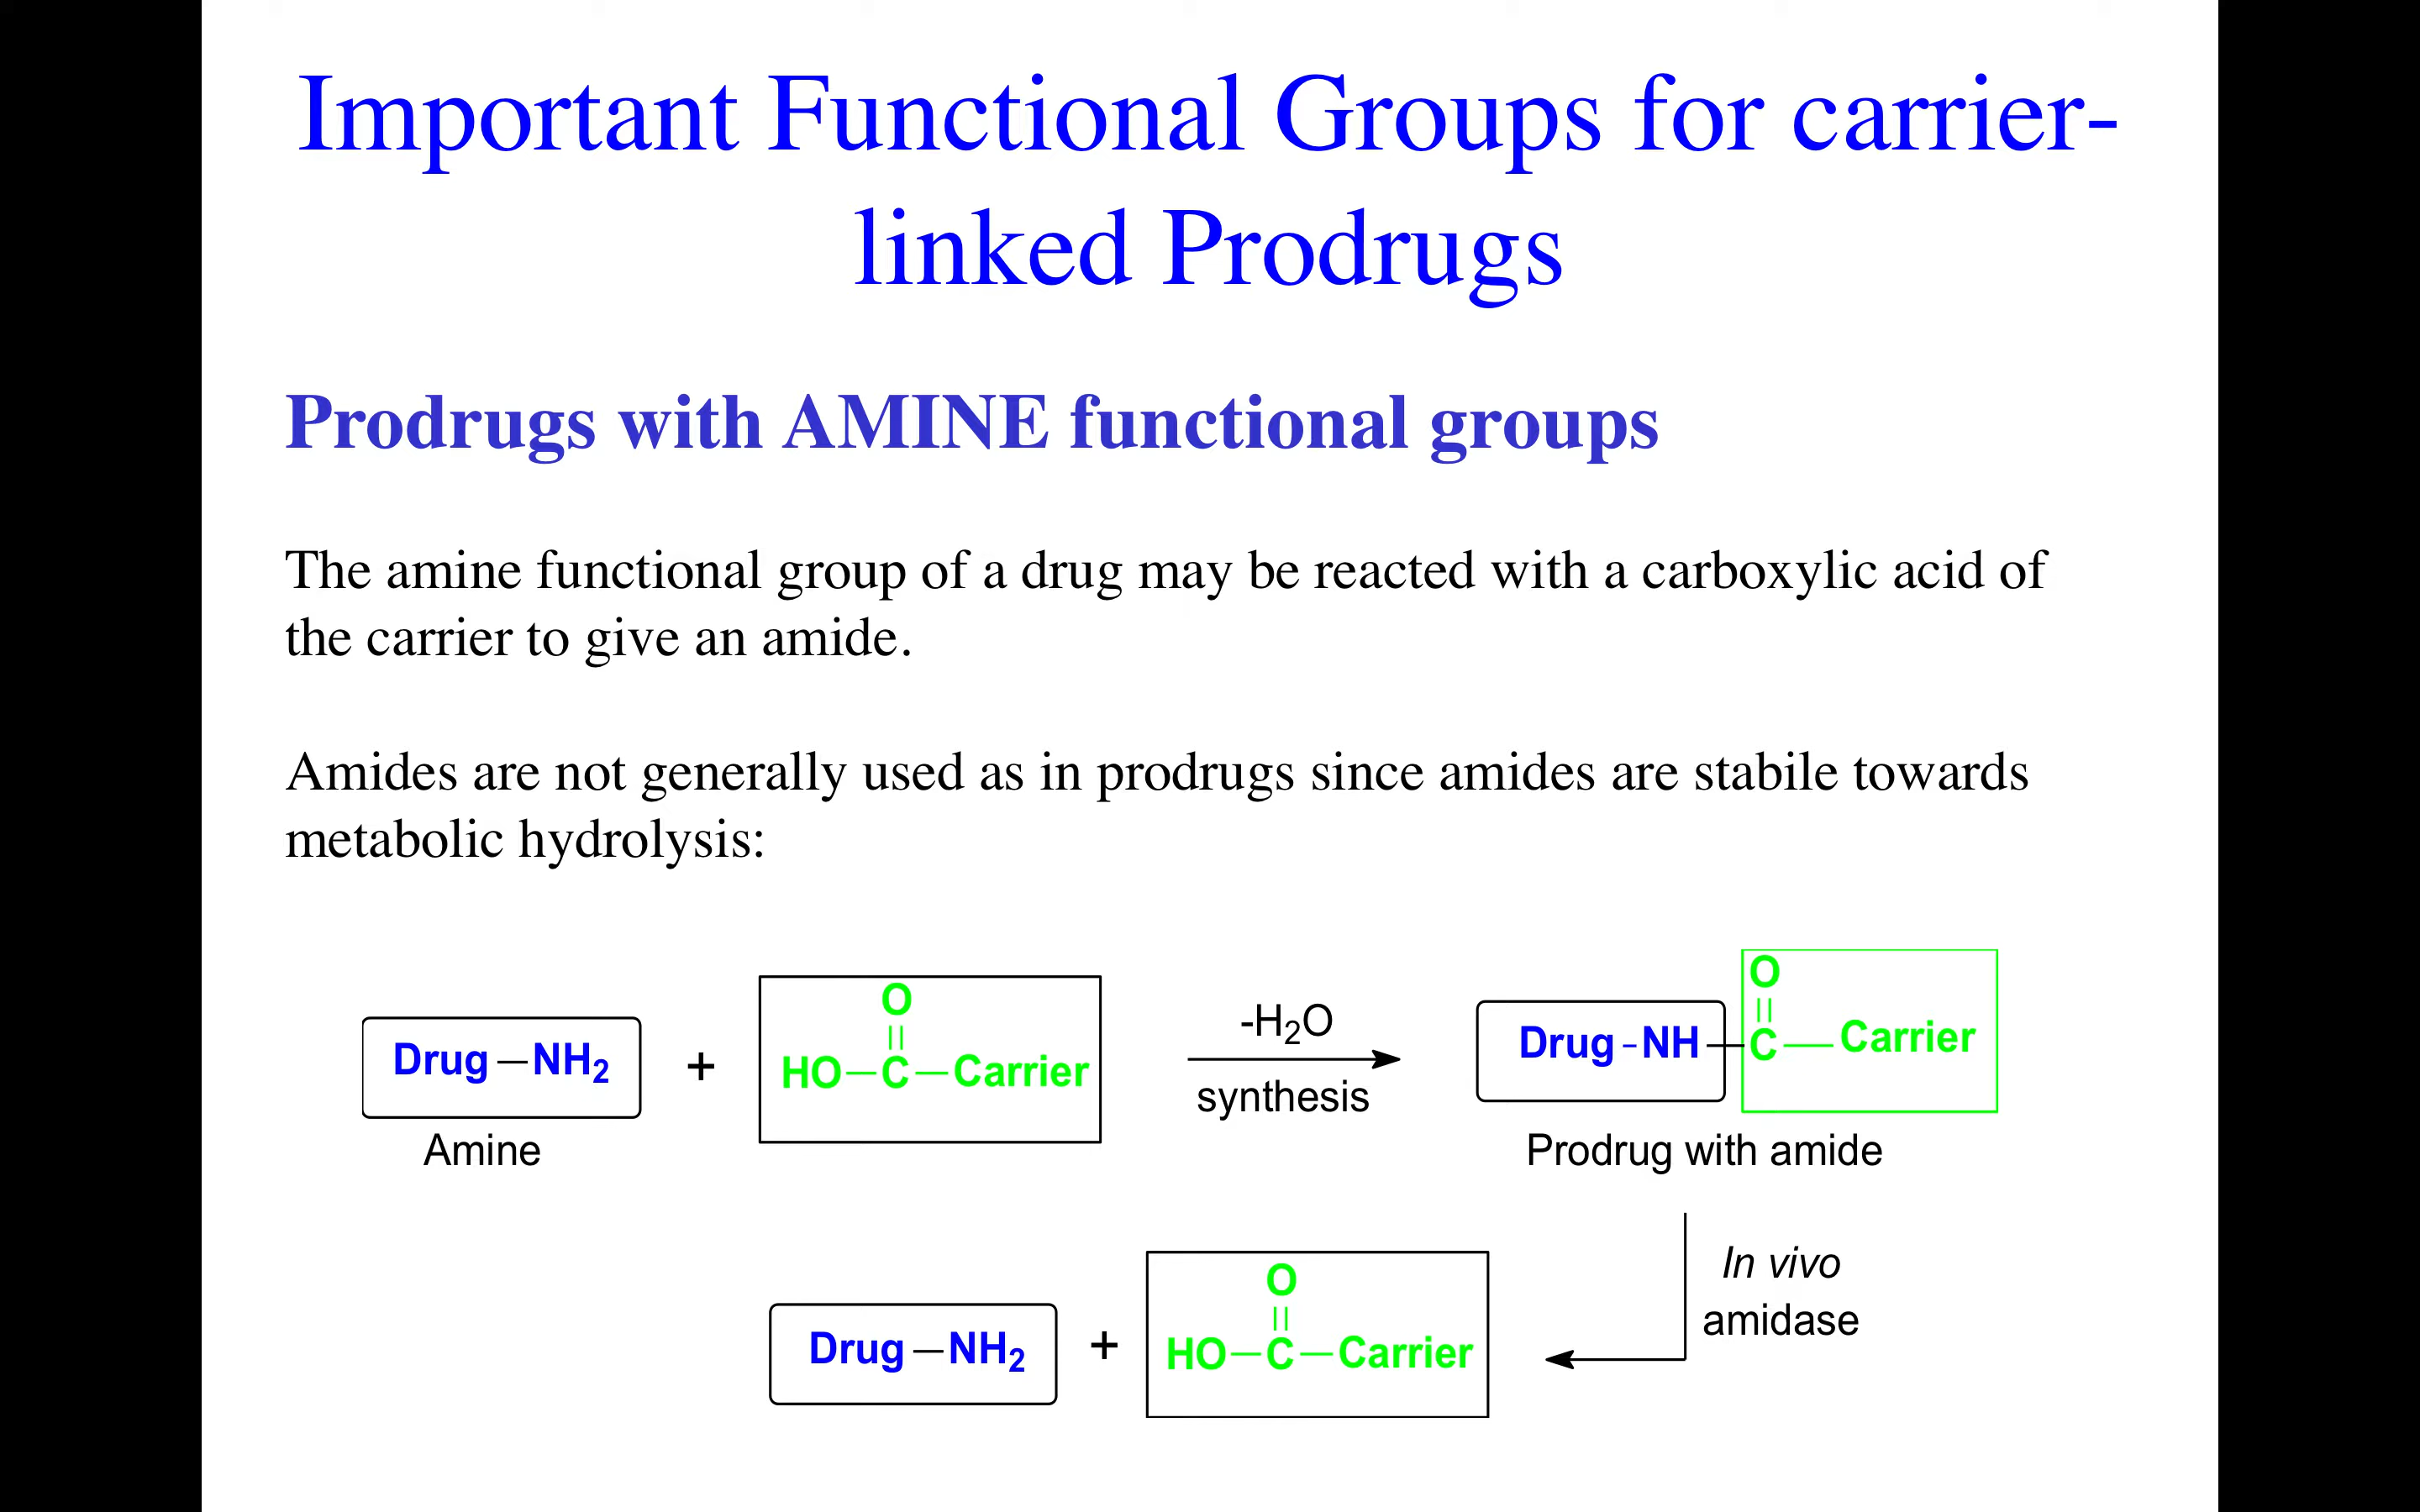 Important Functional Groups for carrier-
linked Prodrugs
Prodrugs with AMINE functional groups
The amine functional group of a drug may be reacted with a carboxylic acid of
the carrier to give an amide.
Amides are not generally used as in prodrugs since amides are stabile towards
metabolic hydrolysis:
Drug—NH2
Amine
+
O
HO—C—Carrier
-H2O
synthesis
Drug-NH—C—Carrier
O
Prodrug with amide
In vivo
amidase
Drug—NH2
+
O
HO—C—Carrier